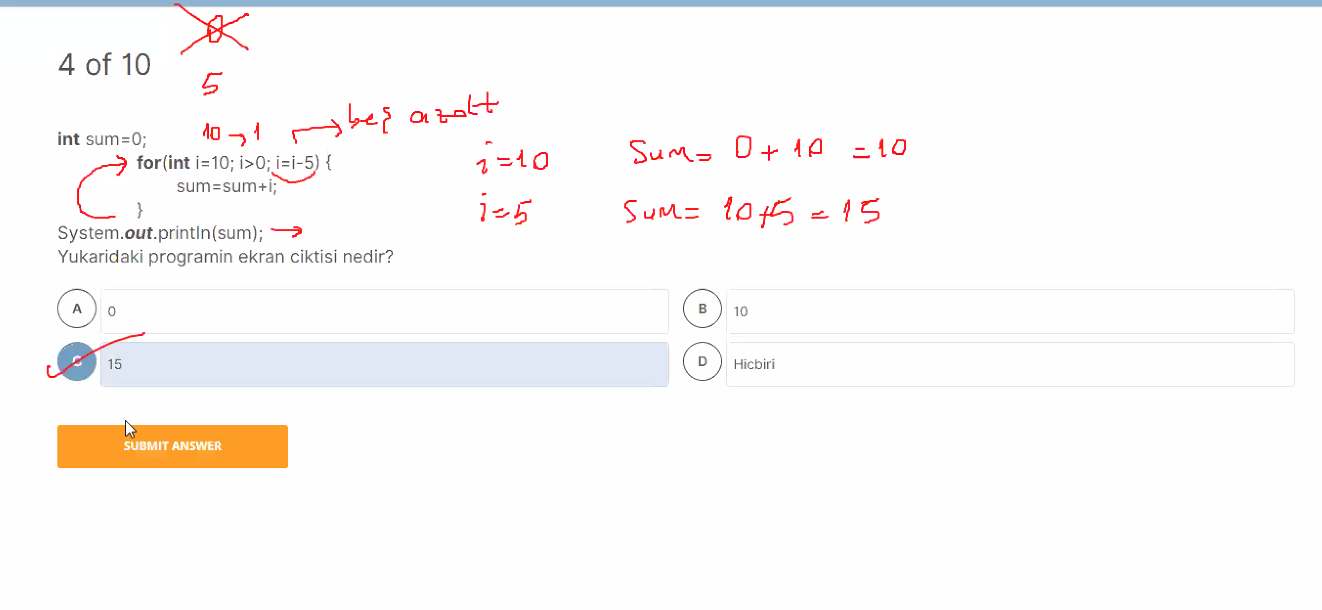 0
4 of 10
5
beş azalt
10 → 1
int sum=0;
for(int i=10; i>0; i=i-5) {
sum=sum+i;
}
System.out.println(sum);
i=10 Sum= 0+10 =10
i=5 Sum= 10+5=15
Yukaridaki programin ekran ciktisi nedir?
A 0
B 10
C 15
D Hicbiri
SUBMIT ANSWER